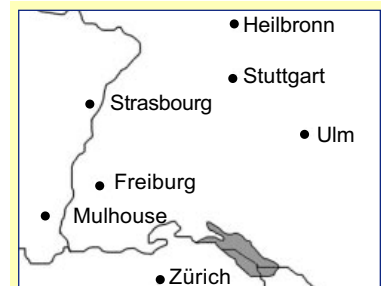 Heilbronn
Stuttgart
Strasbourg
Ulm
Freiburg
Mulhouse
Zürich